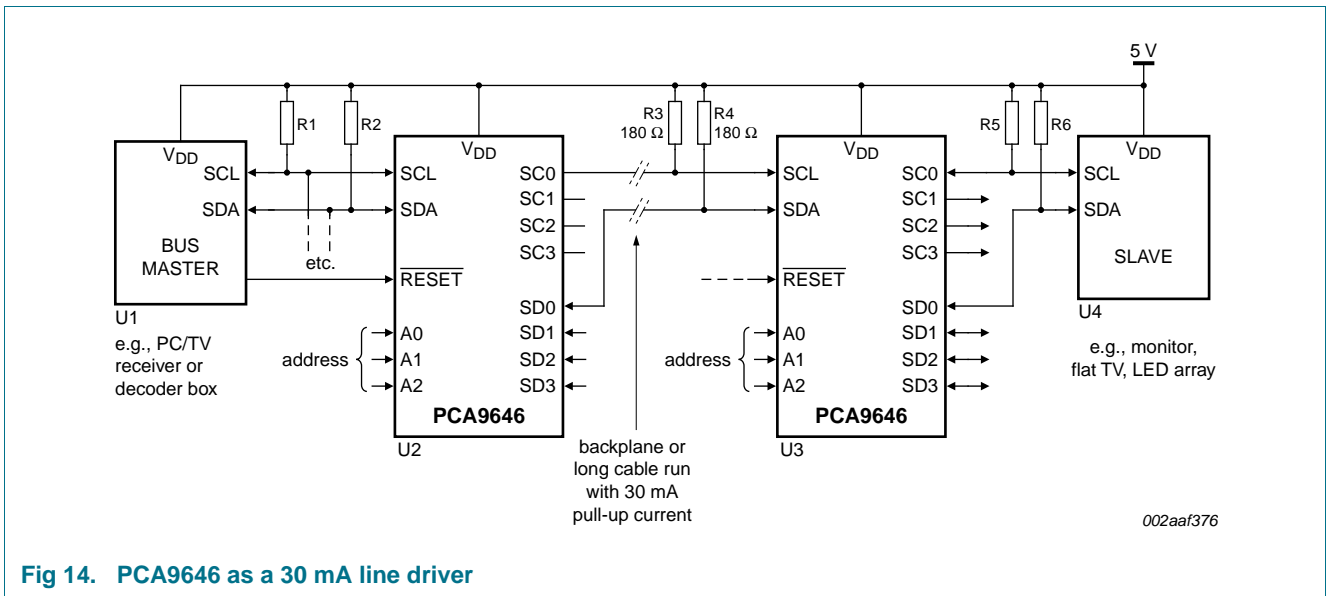 5 V
R1
R2
R3
180 Ω
R4
180 Ω
R5
R6
VDD
SCL
SDA
BUS
MASTER
U1
e.g., PC/TV
receiver or
decoder box
etc.
VDD
SCL
SDA
RESET
address
A0
A1
A2
SC0
SC1
SC2
SC3
SD0
SD1
SD2
SD3
PCA9646
U2
backplane or
long cable run
with 30 mA
pull-up current
VDD
SCL
SDA
RESET
address
A0
A1
A2
SC0
SC1
SC2
SC3
SD0
SD1
SD2
SD3
PCA9646
U3
VDD
SCL
SDA
SLAVE
U4
e.g., monitor,
flat TV, LED array
002aaf376
Fig 14. PCA9646 as a 30 mA line driver